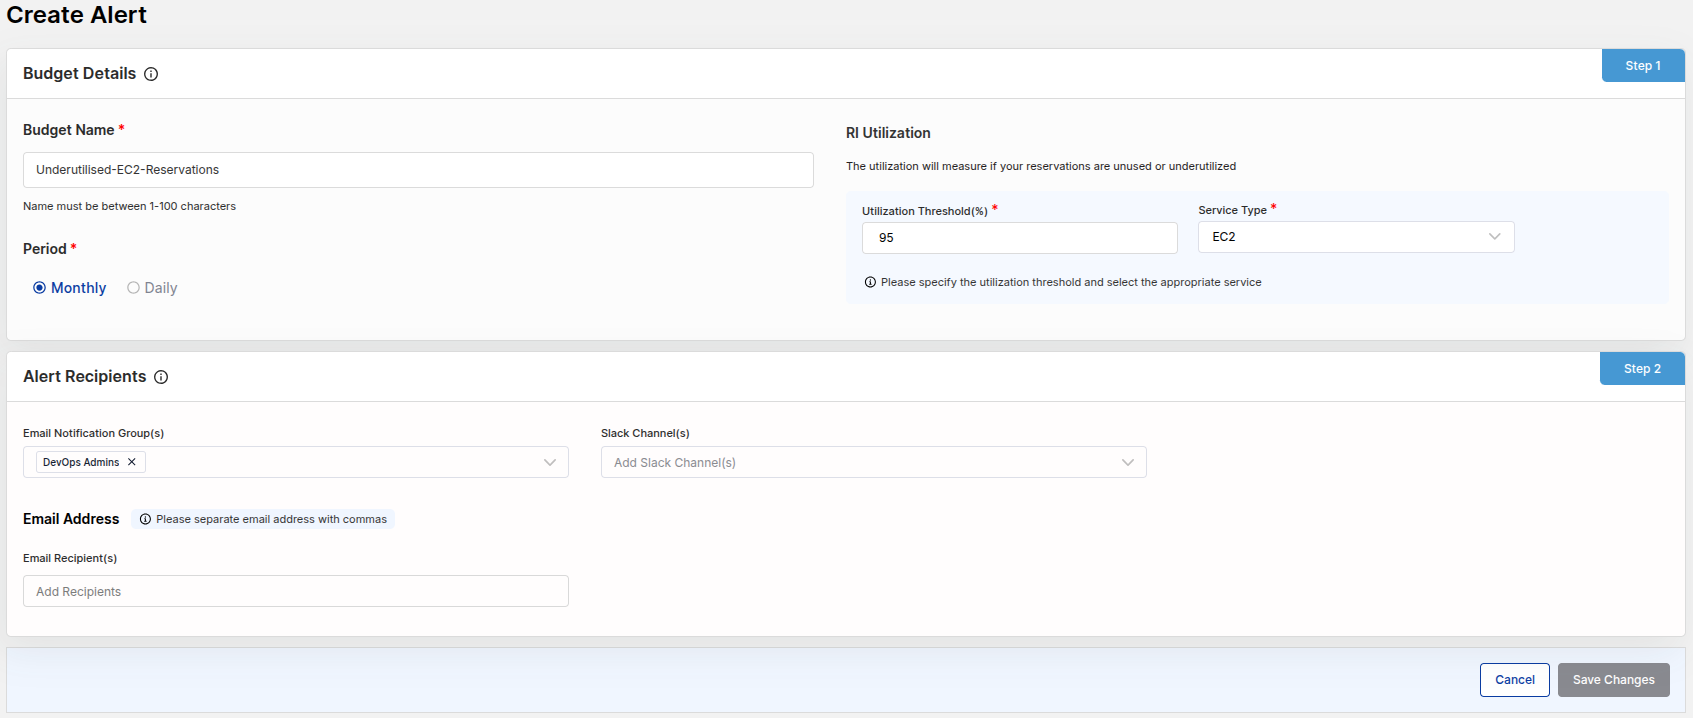 Create Alert
Budget Details
Step 1
Budget Name *
Underutilised-EC2-Reservations
Name must be between 1-100 characters
Period *
Monthly
Daily
RI Utilization
The utilization will measure if your reservations are unused or underutilized
Utilization Threshold(%) *
95
Service Type *
EC2
Please specify the utilization threshold and select the appropriate service
Alert Recipients
Step 2
Email Notification Group(s)
DevOps Admins
Slack Channel(s)
Add Slack Channel(s)
Email Address
Please separate email address with commas
Email Recipient(s)
Add Recipients
Cancel
Save Changes